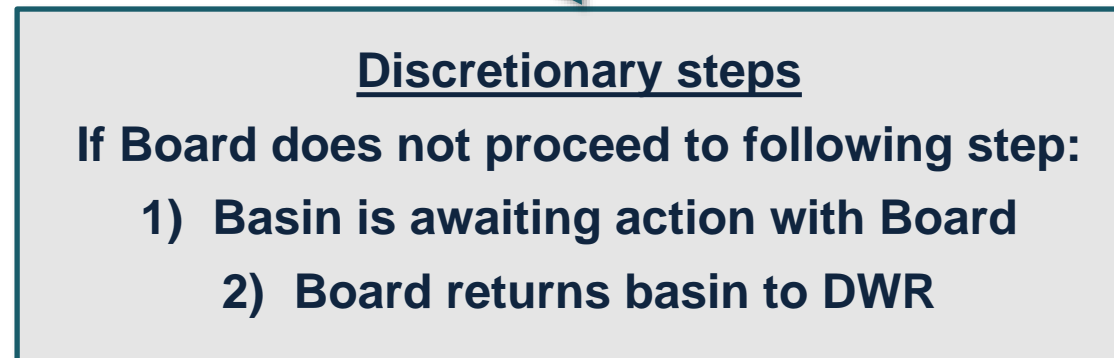 Discretionary steps
If Board does not proceed to following step:
1) Basin is awaiting action with Board
2) Board returns basin to DWR